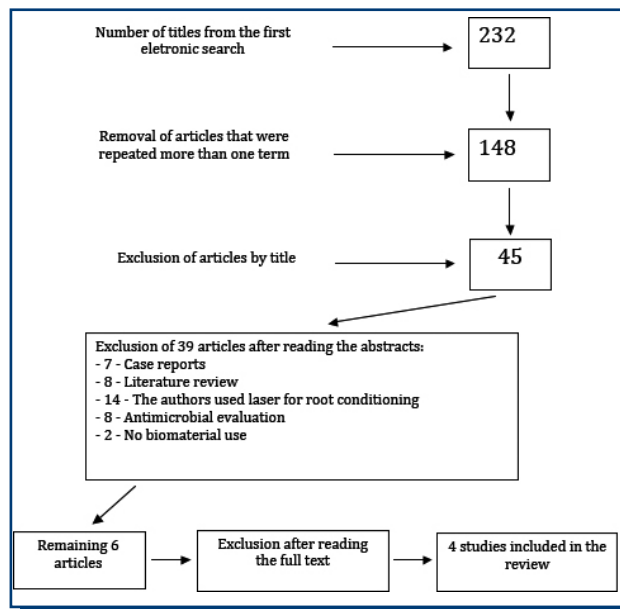 Number of titles from the first
eletronic search
232
Removal of articles that were
repeated more than one term
148
Exclusion of articles by title
45
Exclusion of 39 articles after reading the abstracts:
- 7 - Case reports
- 8 - Literature review
- 14 - The authors used laser for root conditioning
- 8 - Antimicrobial evaluation
- 2 - No biomaterial use
Remaining 6
articles
Exclusion after reading
the full text
4 studies included in the
review